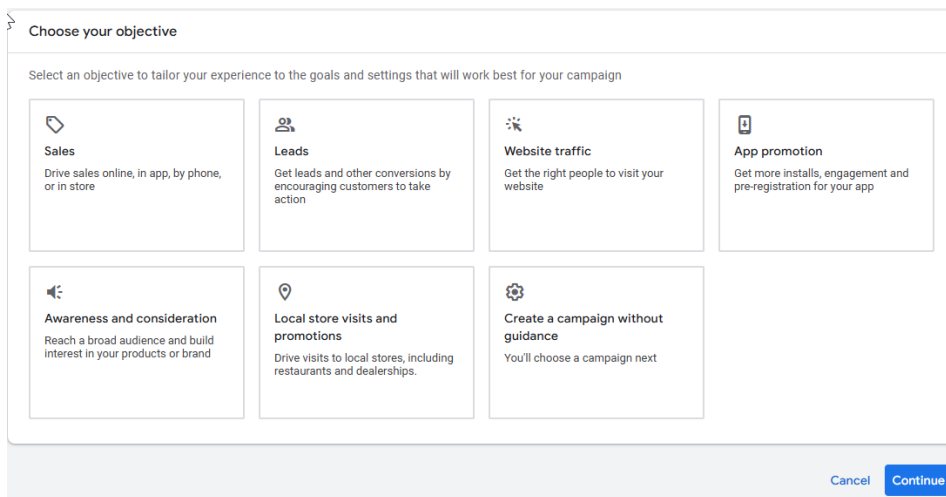 Choose your objective
Select an objective to tailor your experience to the goals and settings that will work best for your campaign
Sales
Drive sales online, in app, by phone,
or in store
Leads
Get leads and other conversions by
encouraging customers to take
action
Website traffic
Get the right people to visit your
website
App promotion
Get more installs, engagement and
pre-registration for your app
Awareness and consideration
Reach a broad audience and build
interest in your products or brand
Local store visits and
promotions
Drive visits to local stores, including
restaurants and dealerships.
Create a campaign without
guidance
You'll choose a campaign next
Cancel
Continue